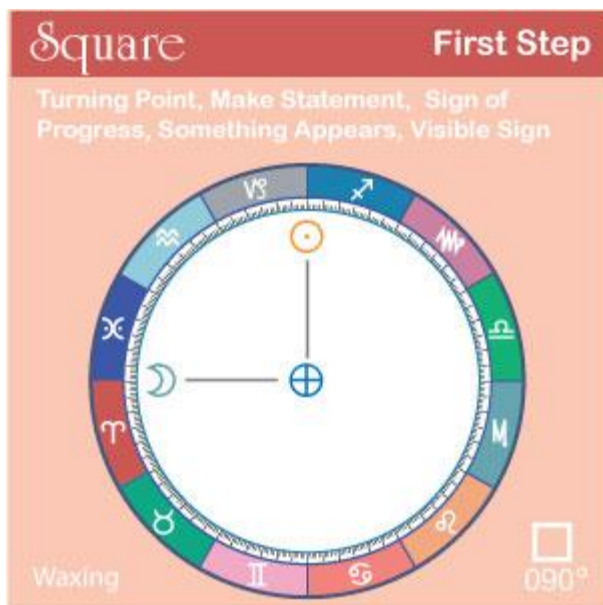 Square
First Step
Turning Point, Make Statement, Sign of
Progress, Something Appears, Visible Sign
Waxing
090°